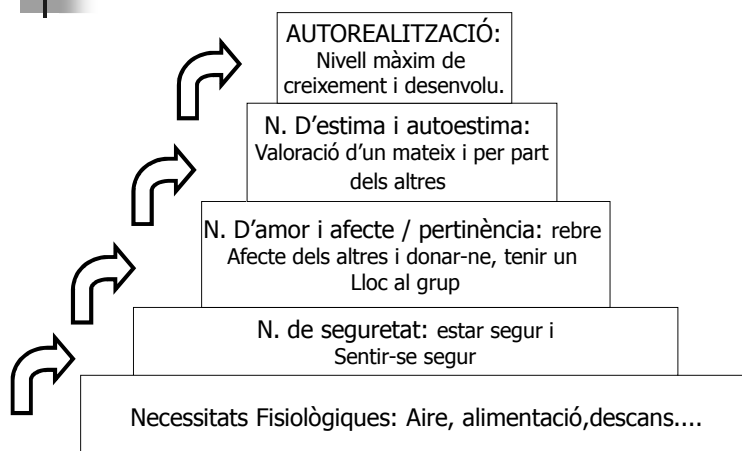 AUTOREALITZACIÓ:
Nivell màxim de
creixement i desenvolu.
N. D’estima i autoestima:
Valoració d’un mateix i per part
dels altres
N. D’amor i afecte / pertinència: rebre
Afecte dels altres i donar-ne, tenir un
Lloc al grup
N. de seguretat: estar segur i
Sentir-se segur
Necessitats Fisiològiques: Aire, alimentació,descans....